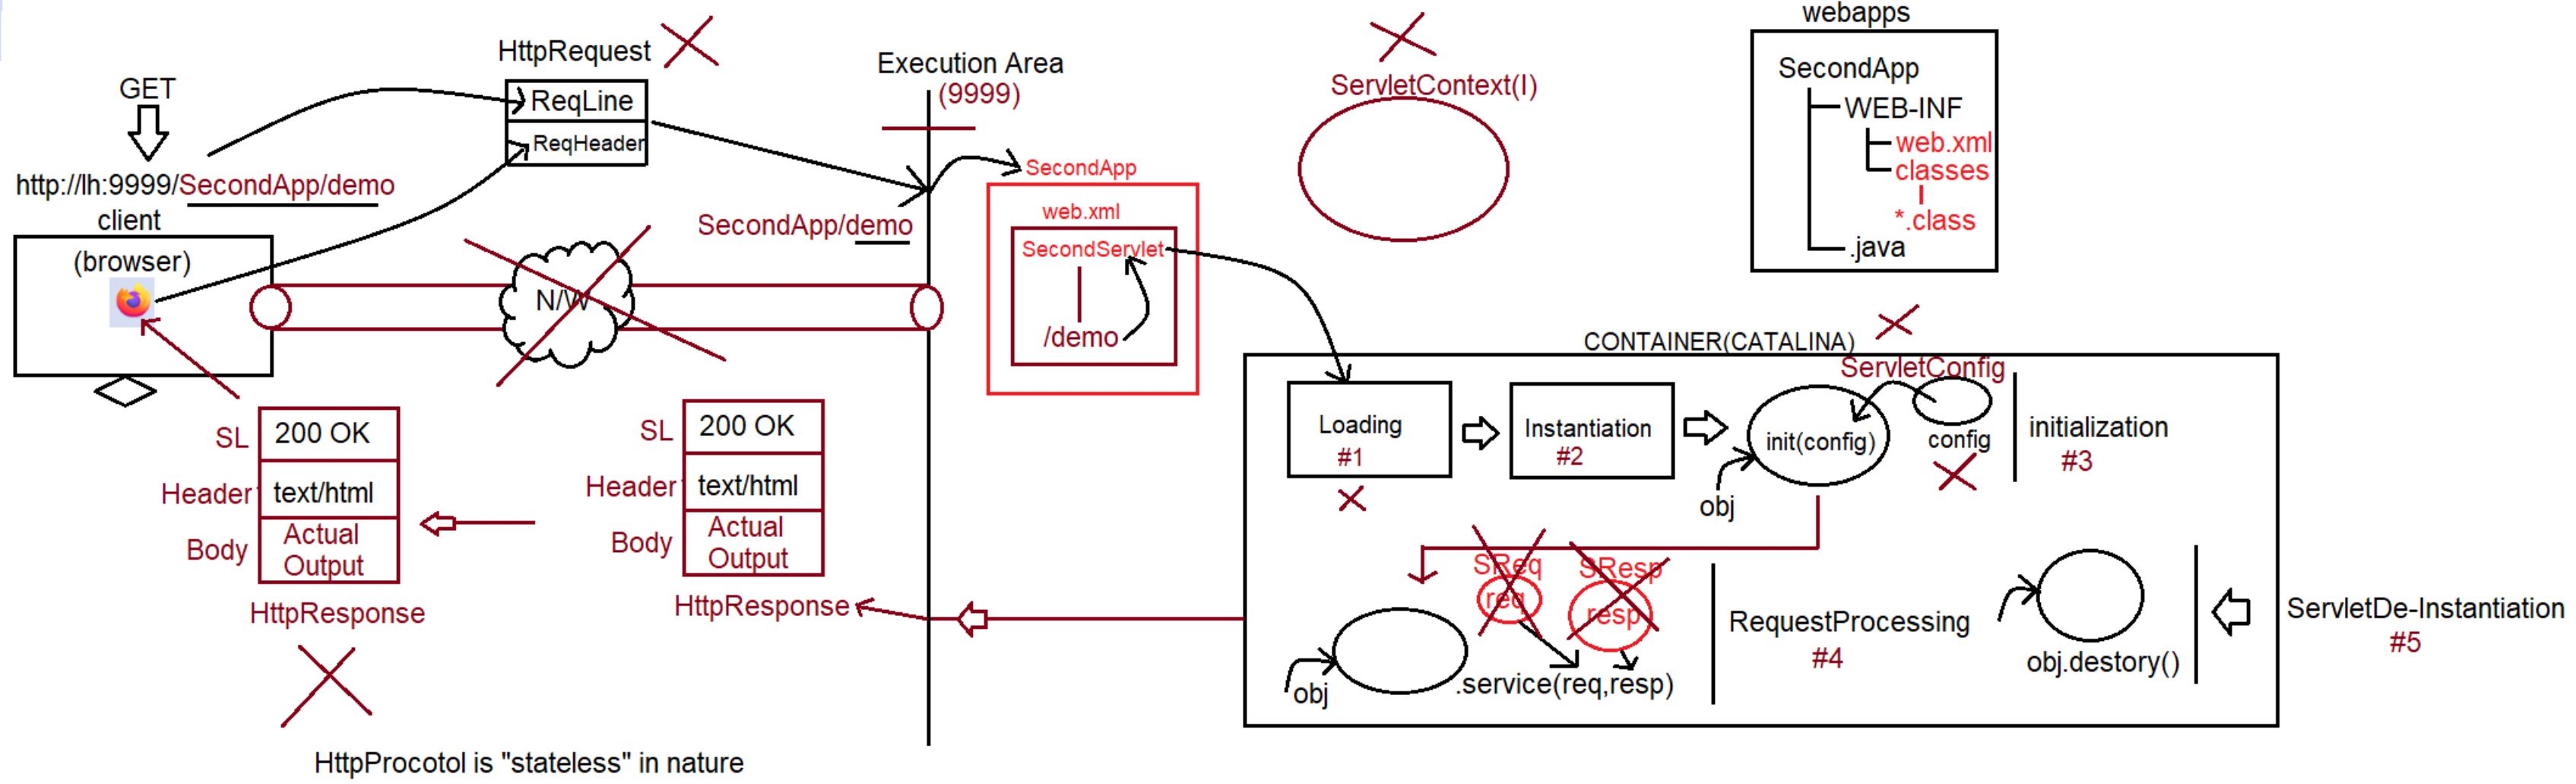 GET
http://lh:9999/SecondApp/demo
client
(browser)
HttpRequest
ReqLine
ReqHeader
N/W
Execution Area
(9999)
SecondApp/demo
SecondApp
web.xml
SecondServlet
/demo
ServletContext(I)
webapps
SecondApp
WEB-INF
web.xml
classes
*.class
.java
CONTAINER(CATALINA)
Loading
#1
Instantiation
#2
init(config)
obj
ServletConfig
config
initialization
#3
SReq
req
SResp
resp
obj
.service(req,resp)
RequestProcessing
#4
obj.destory()
ServletDe-Instantiation
#5
SL
200 OK
Header
text/html
Body
Actual
Output
HttpResponse
SL
200 OK
Header
text/html
Body
Actual
Output
HttpResponse
HttpProcotol is "stateless" in nature